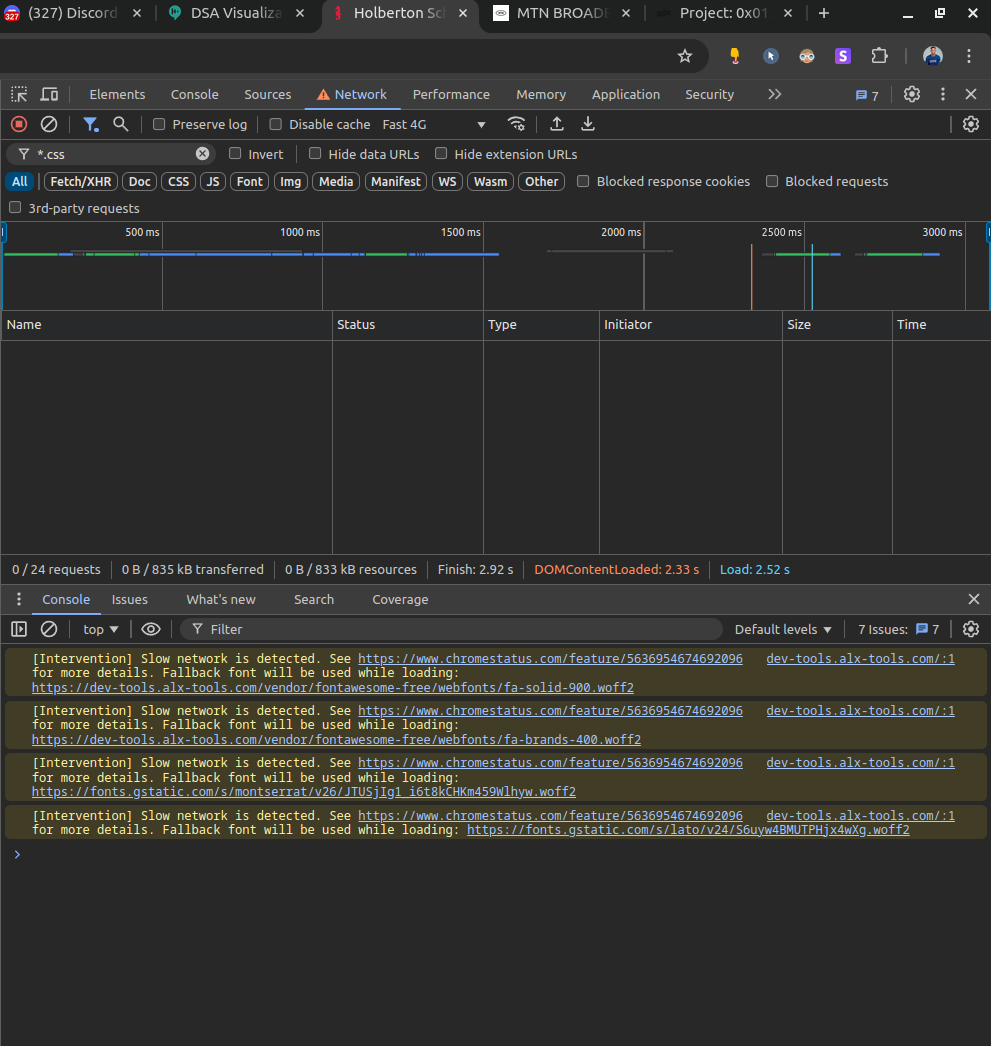 327 (327) Discord
DSA Visualiza
Holberton Sc
MTN BROADB
Project: 0x01
S
Elements Console Sources Network Performance Memory Application Security 7
Preserve log Disable cache Fast 4G
*.css Invert Hide data URLs Hide extension URLs
All Fetch/XHR Doc CSS JS Font Img Media Manifest WS Wasm Other Blocked response cookies Blocked requests
3rd-party requests
500 ms 1000 ms 1500 ms 2000 ms 2500 ms 3000 ms
Name Status Type Initiator Size Time
0 / 24 requests 0 B / 835 kB transferred 0 B / 833 kB resources Finish: 2.92 s DOMContentLoaded: 2.33 s Load: 2.52 s
Console Issues What's new Search Coverage
top Filter Default levels 7 Issues: 7
[Intervention] Slow network is detected. See https://www.chromestatus.com/feature/5636954674692096 dev-tools.alx-tools.com/:1
for more details. Fallback font will be used while loading:
https://dev-tools.alx-tools.com/vendor/fontawesome-free/webfonts/fa-solid-900.woff2
[Intervention] Slow network is detected. See https://www.chromestatus.com/feature/5636954674692096 dev-tools.alx-tools.com/:1
for more details. Fallback font will be used while loading:
https://dev-tools.alx-tools.com/vendor/fontawesome-free/webfonts/fa-brands-400.woff2
[Intervention] Slow network is detected. See https://www.chromestatus.com/feature/5636954674692096 dev-tools.alx-tools.com/:1
for more details. Fallback font will be used while loading:
https://fonts.gstatic.com/s/montserrat/v26/JTUSjIg1_i6t8kCHKm459Wlhyw.woff2
[Intervention] Slow network is detected. See https://www.chromestatus.com/feature/5636954674692096 dev-tools.alx-tools.com/:1
for more details. Fallback font will be used while loading: https://fonts.gstatic.com/s/lato/v24/S6uyw4BMUTPHjx4wXg.woff2